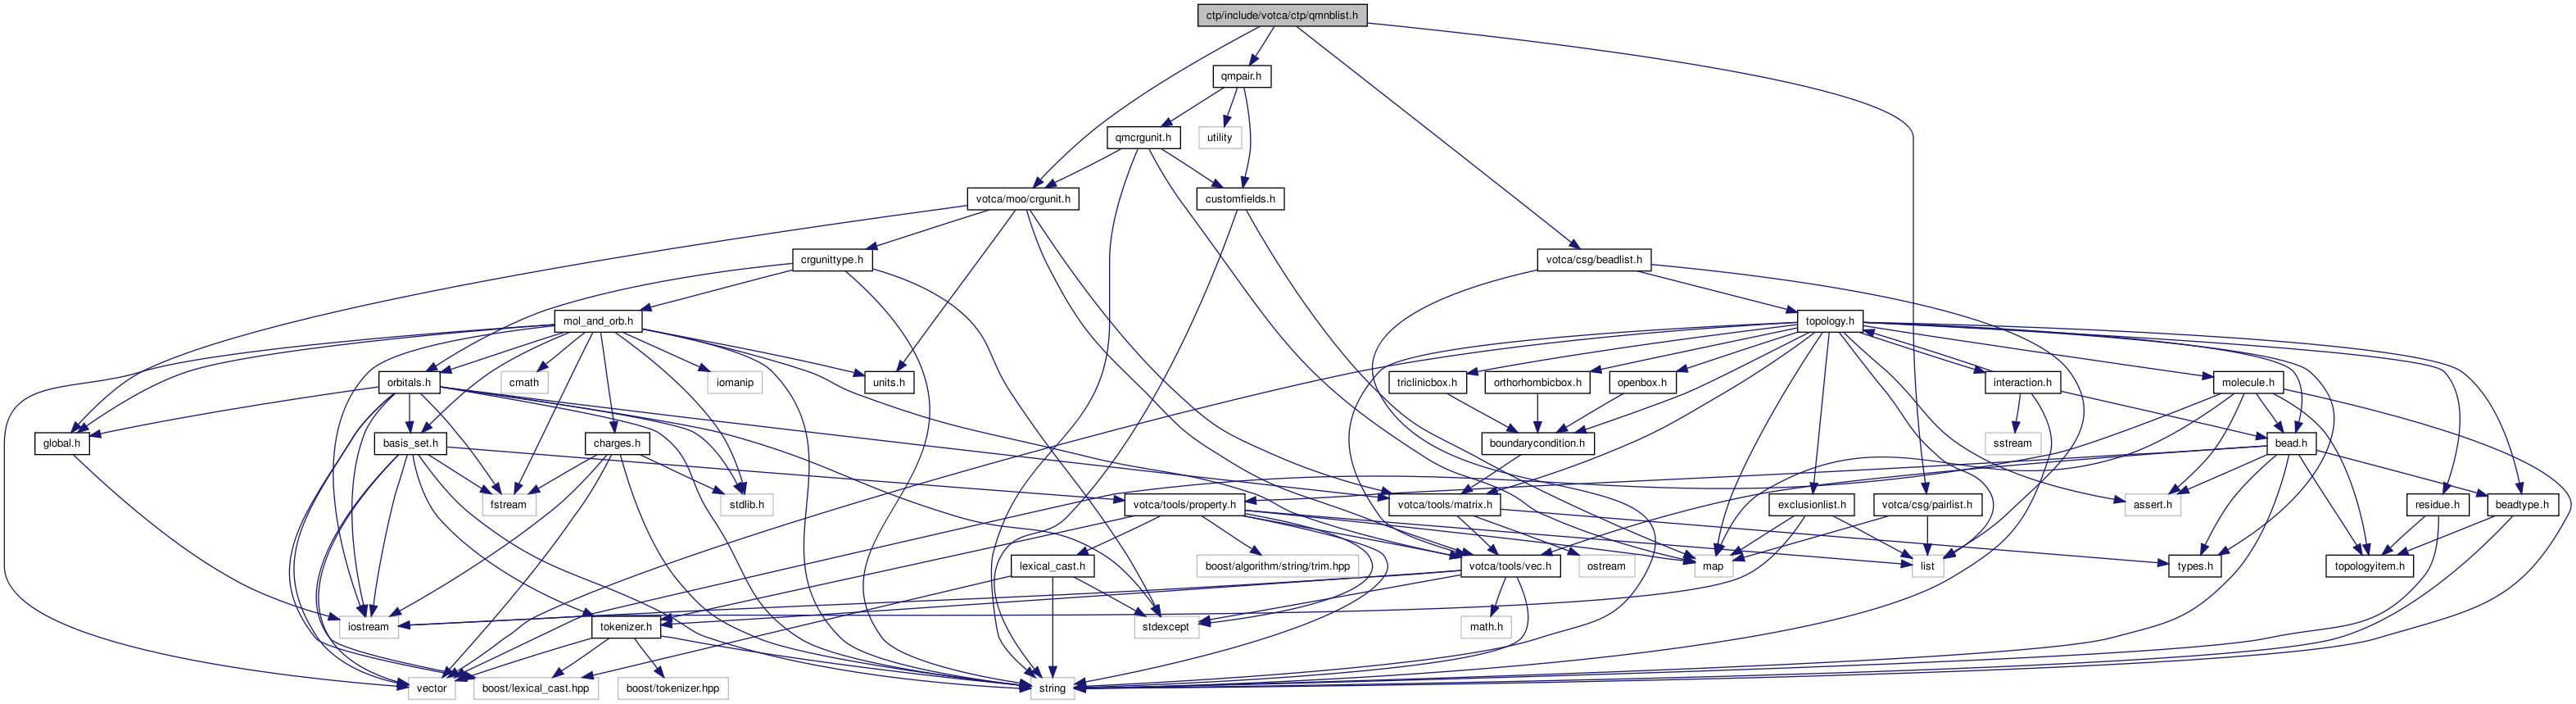 ctp/include/votca/ctp/qmnblist.h
qmpair.h
qmcrgunit.h
utility
votca/moo/crgunit.h
customfields.h
crgunittype.h
votca/csg/beadlist.h
mol_and_orb.h
topology.h
orbitals.h
cmath
iomanip
units.h
triclinicbox.h
orthorhombicbox.h
openbox.h
interaction.h
molecule.h
global.h
basis_set.h
charges.h
boundarycondition.h
sstream
bead.h
fstream
stdlib.h
votca/tools/property.h
votca/tools/matrix.h
exclusionlist.h
votca/csg/pairlist.h
assert.h
residue.h
beadtype.h
lexical_cast.h
boost/algorithm/string/trim.hpp
votca/tools/vec.h
ostream
map
list
types.h
topologyitem.h
iostream
tokenizer.h
stdexcept
math.h
vector
boost/lexical_cast.hpp
boost/tokenizer.hpp
string